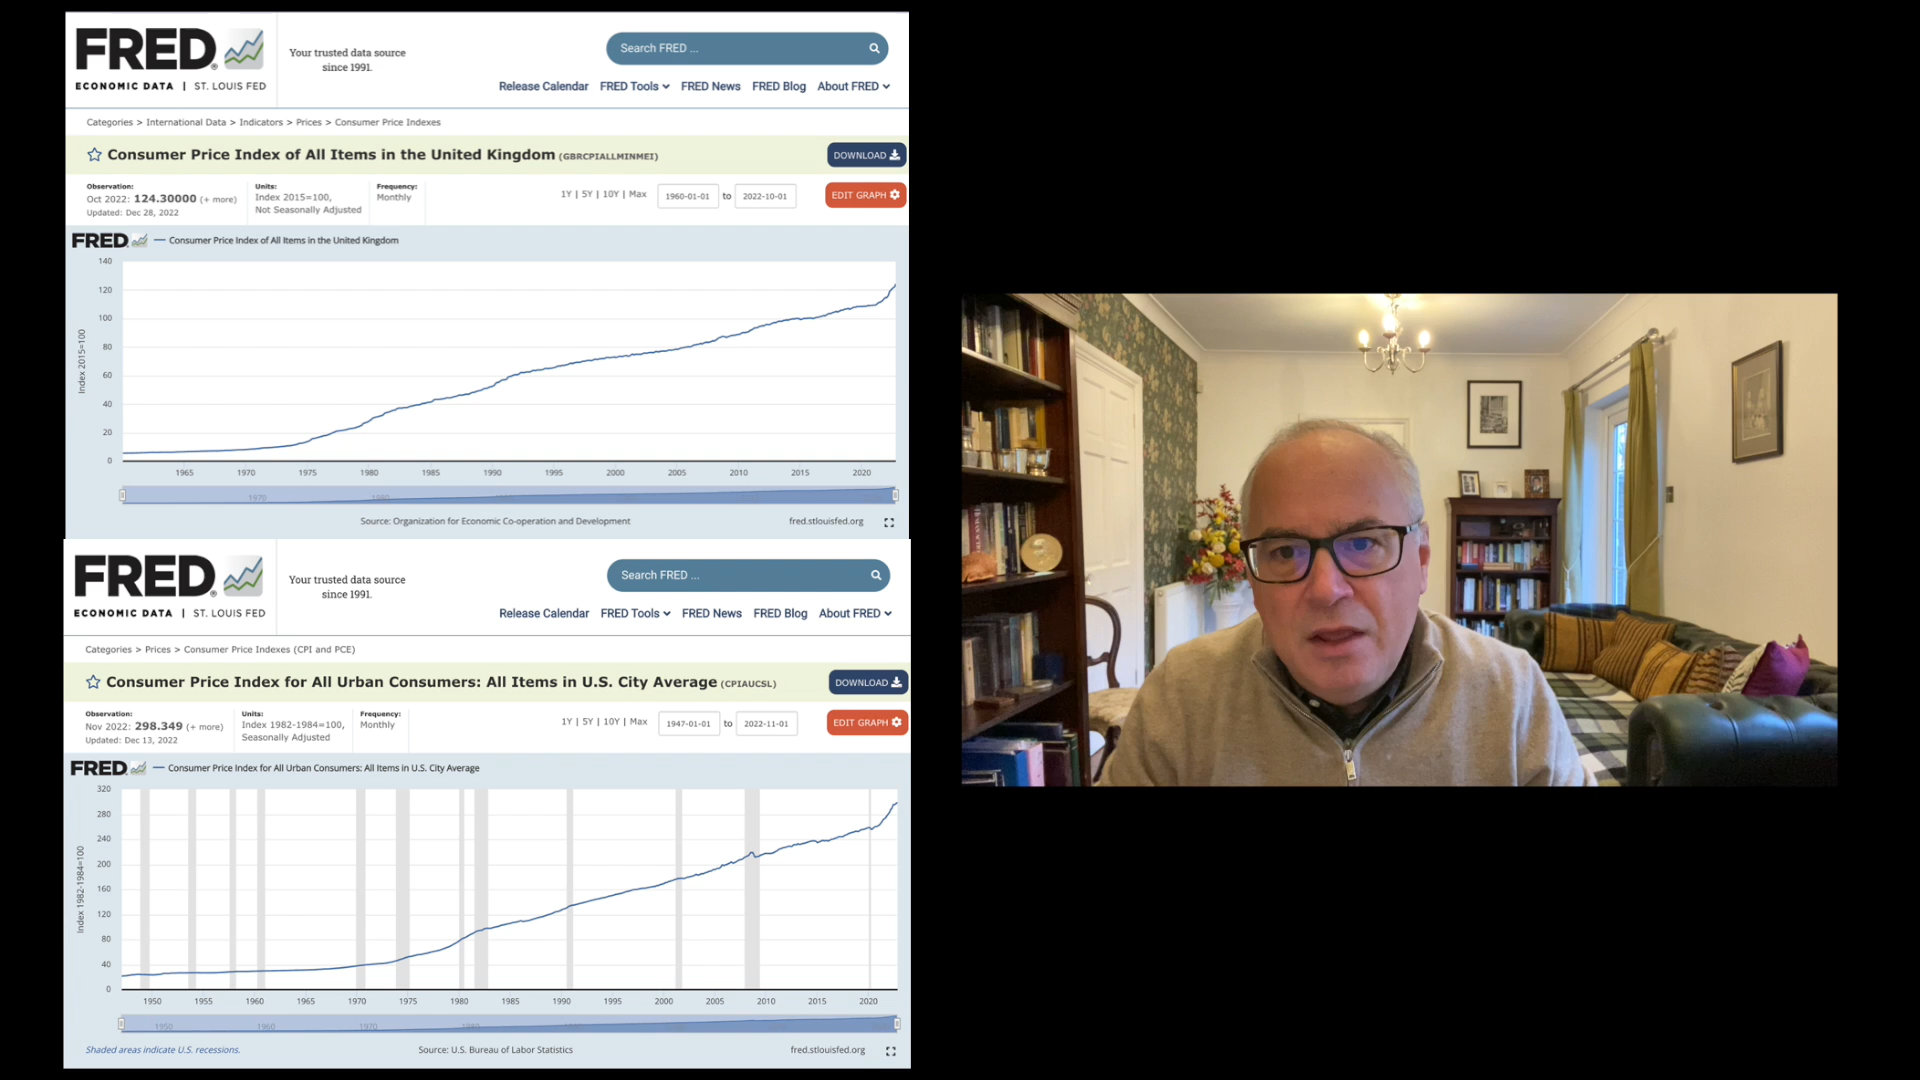 FRED
ECONOMIC DATA | ST. LOUIS FED
Your trusted data source
since 1991.
Search FRED ...
Release Calendar FRED Tools FRED News FRED Blog About FRED
Categories > International Data > Indicators > Prices > Consumer Price Indexes
Consumer Price Index of All Items in the United Kingdom (GBRCPIALLMINMEI)
DOWNLOAD
Observation:
Oct 2022: 124.30000 (+ more)
Updated: Dec 28, 2022
Units:
Index 2015=100,
Not Seasonally Adjusted
Frequency:
Monthly
1Y | 5Y | 10Y | Max 1960-01-01 to 2022-10-01
EDIT GRAPH
FRED — Consumer Price Index of All Items in the United Kingdom
140
120
100
80
60
40
20
0
Index 2015=100
1965 1970 1975 1980 1985 1990 1995 2000 2005 2010 2015 2020
1970 1980
Source: Organization for Economic Co-operation and Development
fred.stlouisfed.org
FRED
ECONOMIC DATA | ST. LOUIS FED
Your trusted data source
since 1991.
Search FRED ...
Release Calendar FRED Tools FRED News FRED Blog About FRED
Categories > Prices > Consumer Price Indexes (CPI and PCE)
Consumer Price Index for All Urban Consumers: All Items in U.S. City Average (CPIAUCSL)
DOWNLOAD
Observation:
Nov 2022: 298.349 (+ more)
Updated: Dec 13, 2022
Units:
Index 1982-1984=100,
Seasonally Adjusted
Frequency:
Monthly
1Y | 5Y | 10Y | Max 1947-01-01 to 2022-11-01
EDIT GRAPH
FRED — Consumer Price Index for All Urban Consumers: All Items in U.S. City Average
320
280
240
200
160
120
80
40
0
Index 1982-1984=100
1950 1955 1960 1965 1970 1975 1980 1985 1990 1995 2000 2005 2010 2015 2020
1950 1960 1970 1980
Shaded areas indicate U.S. recessions.
Source: U.S. Bureau of Labor Statistics
fred.stlouisfed.org